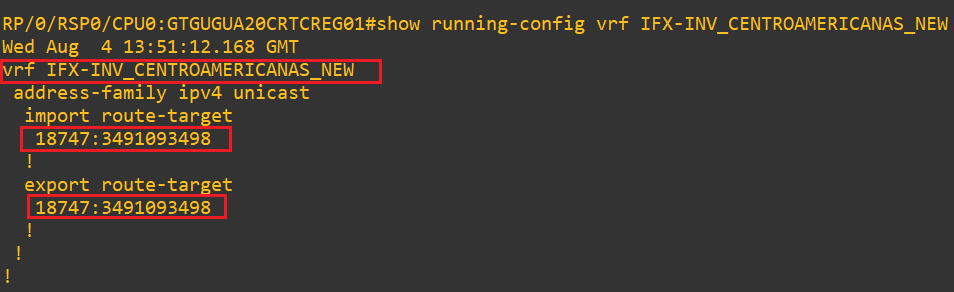 RP/0/RSP0/CPU0:GTGUGUA20CRTCREG01#show running-config vrf IFX-INV_CENTROAMERICANAS_NEW
Wed Aug  4 13:51:12.168 GMT
vrf IFX-INV_CENTROAMERICANAS_NEW
 address-family ipv4 unicast
  import route-target
   18747:3491093498
  !
  export route-target
   18747:3491093498
  !
 !
!